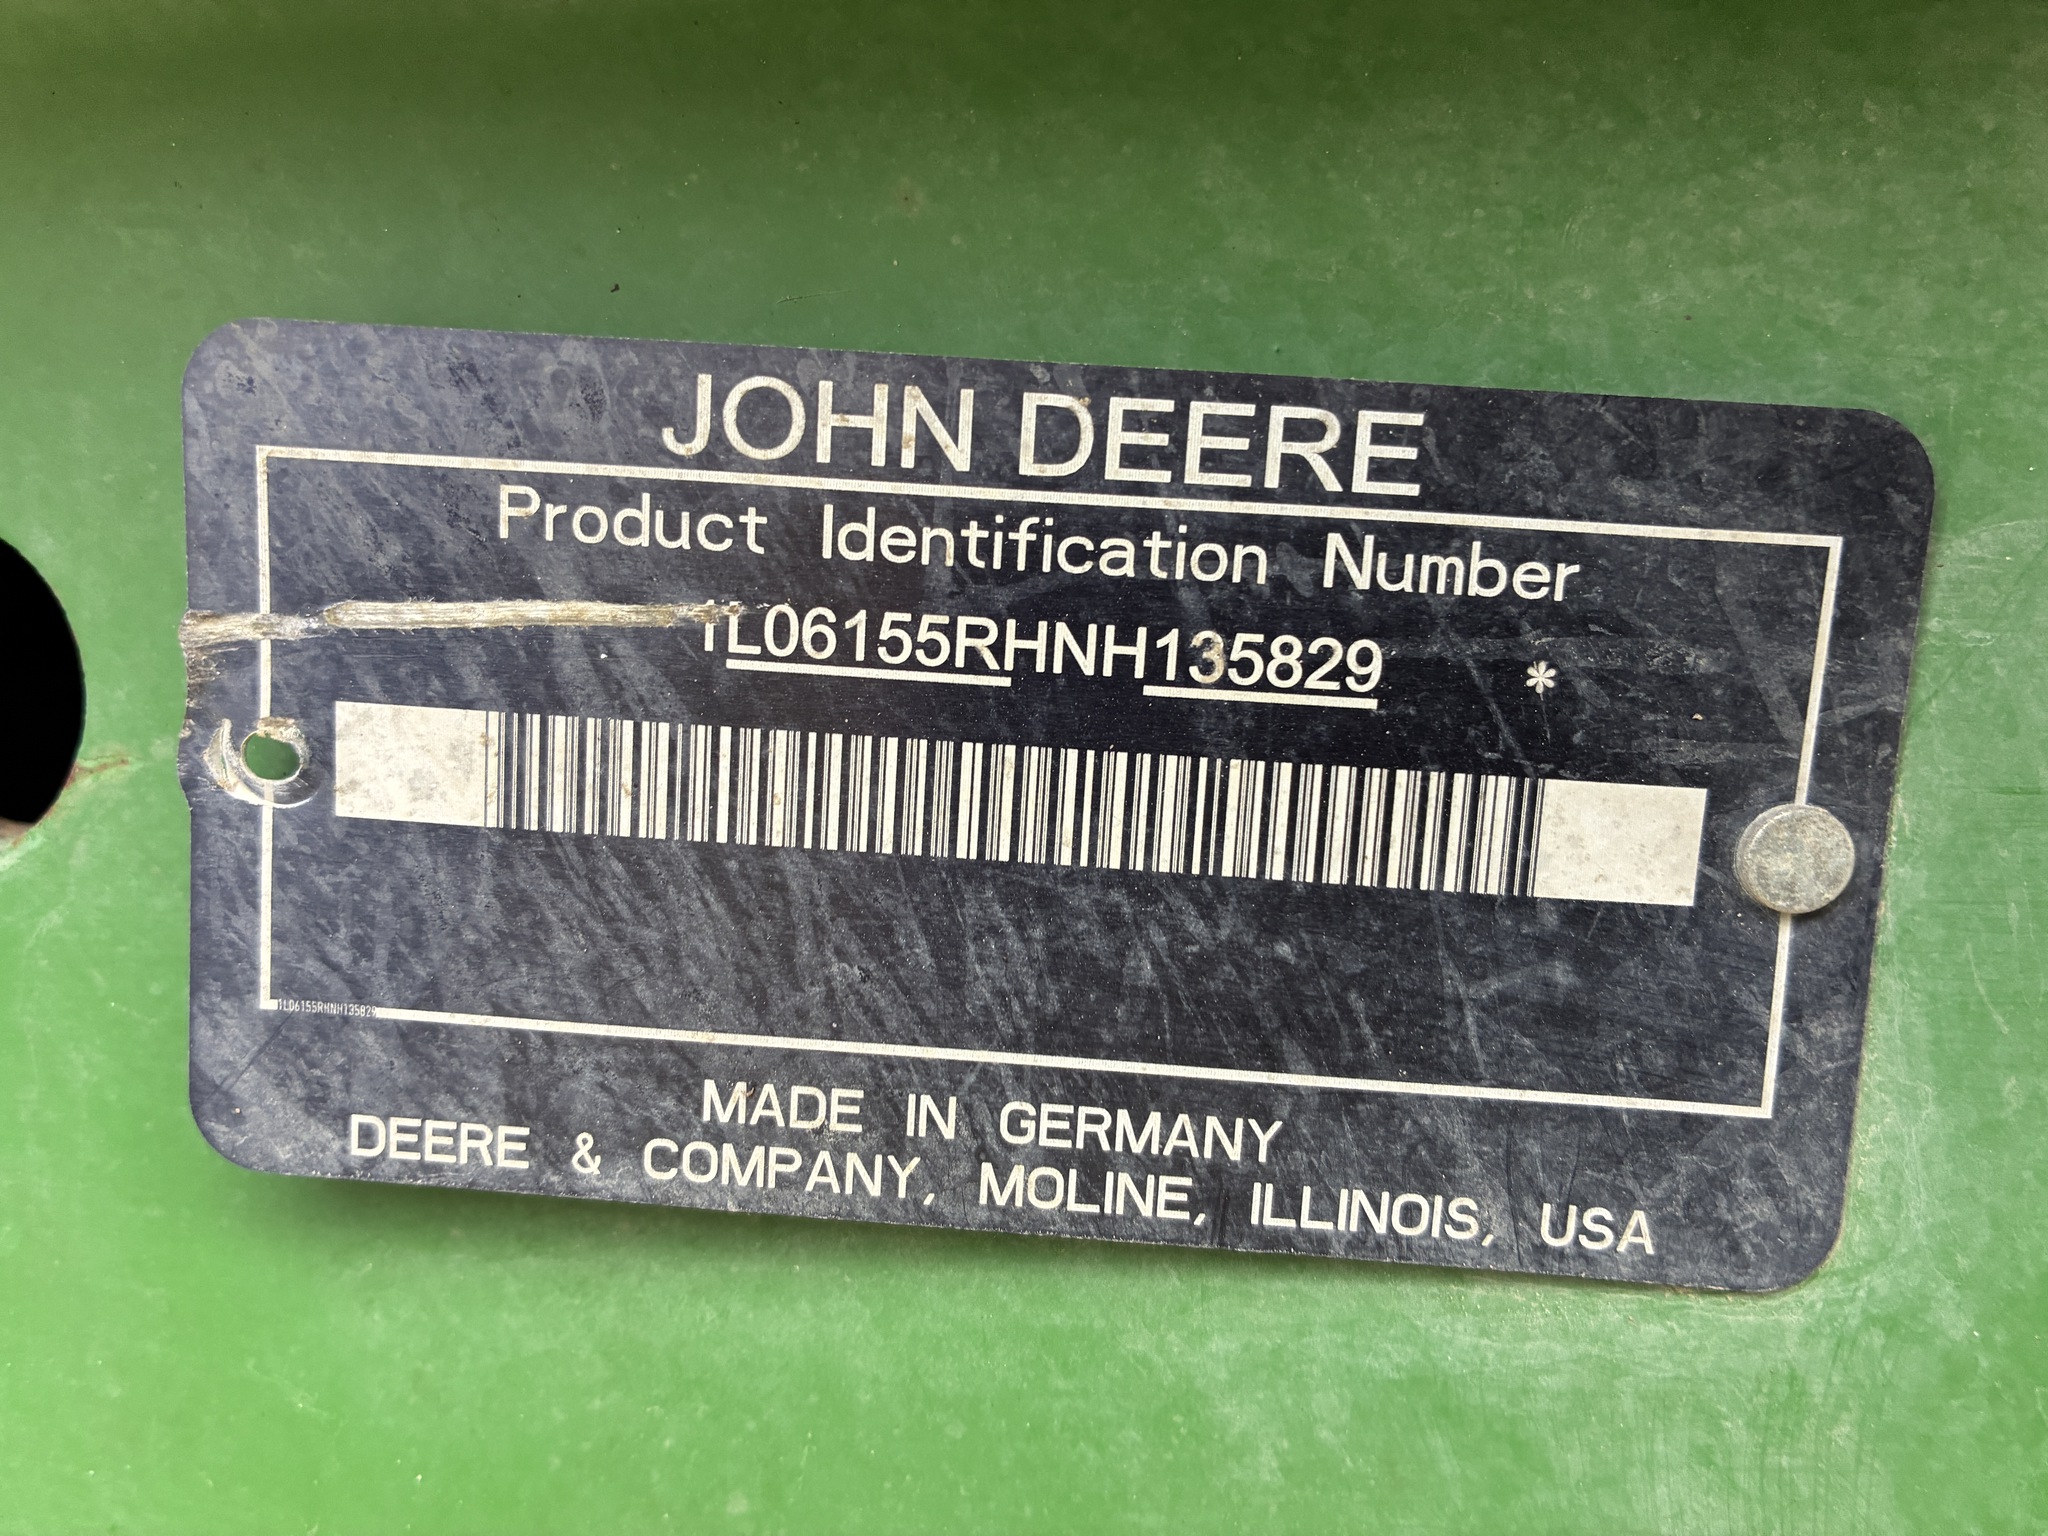 JOHN DEERE
Product Identification Number
1L06155RHNH135829 *
1L06155RHNH135829
MADE IN GERMANY
DEERE & COMPANY, MOLINE, ILLINOIS, USA